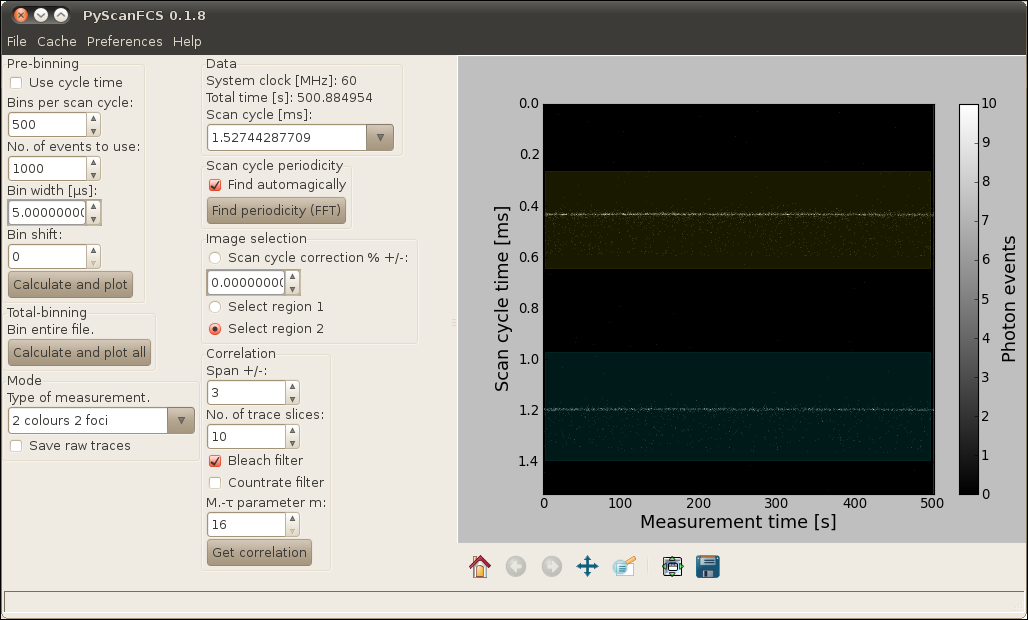 PyScanFCS 0.1.8
File Cache Preferences Help
Pre-binning
Use cycle time
Bins per scan cycle:
500
No. of events to use:
1000
Bin width [µs]:
5.00000000
Bin shift:
0
Calculate and plot
Total-binning
Bin entire file.
Calculate and plot all
Mode
Type of measurement.
2 colours 2 foci
Save raw traces
Data
System clock [MHz]: 60
Total time [s]: 500.884954
Scan cycle [ms]:
1.52744287709
Scan cycle periodicity
Find automagically
Find periodicity (FFT)
Image selection
Scan cycle correction % +/-:
0.00000000
Select region 1
Select region 2
Correlation
Span +/-:
3
No. of trace slices:
10
Bleach filter
Countrate filter
M.-τ parameter m:
16
Get correlation
Scan cycle time [ms]
0.0
0.2
0.4
0.6
0.8
1.0
1.2
1.4
0 100 200 300 400 500
Measurement time [s]
10
9
8
7
6
5
4
3
2
1
0
Photon events